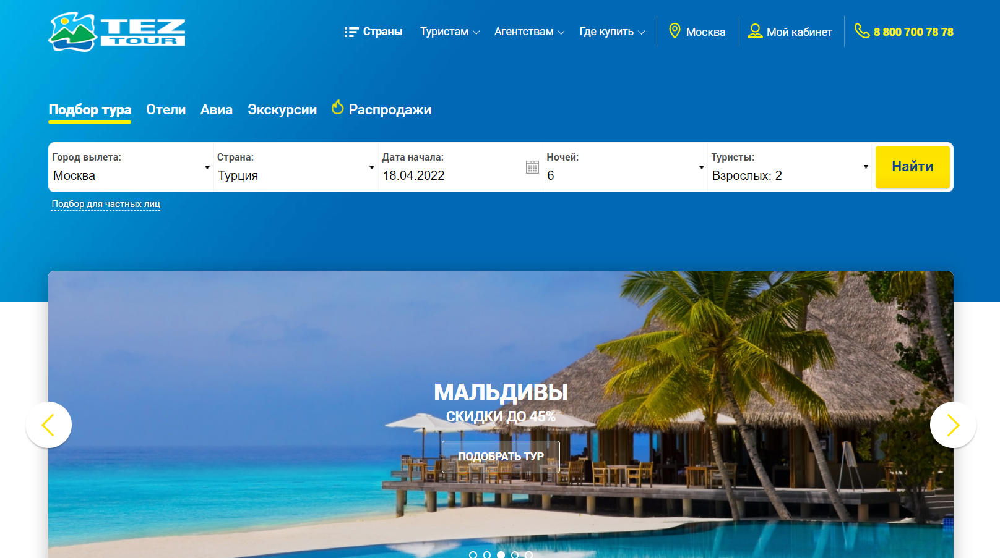 TEZ
TOUR
Страны
Туристам
Агентствам
Где купить
Москва
Мой кабинет
8 800 700 78 78
Подбор тура
Отели
Авиа
Экскурсии
Распродажи
Город вылета:
Москва
Страна:
Турция
Дата начала:
18.04.2022
Ночей:
6
Туристы:
Взрослых: 2
Найти
Подбор для частных лиц
МАЛЬДИВЫ
СКИДКИ ДО 45%
ПОДОБРАТЬ ТУР